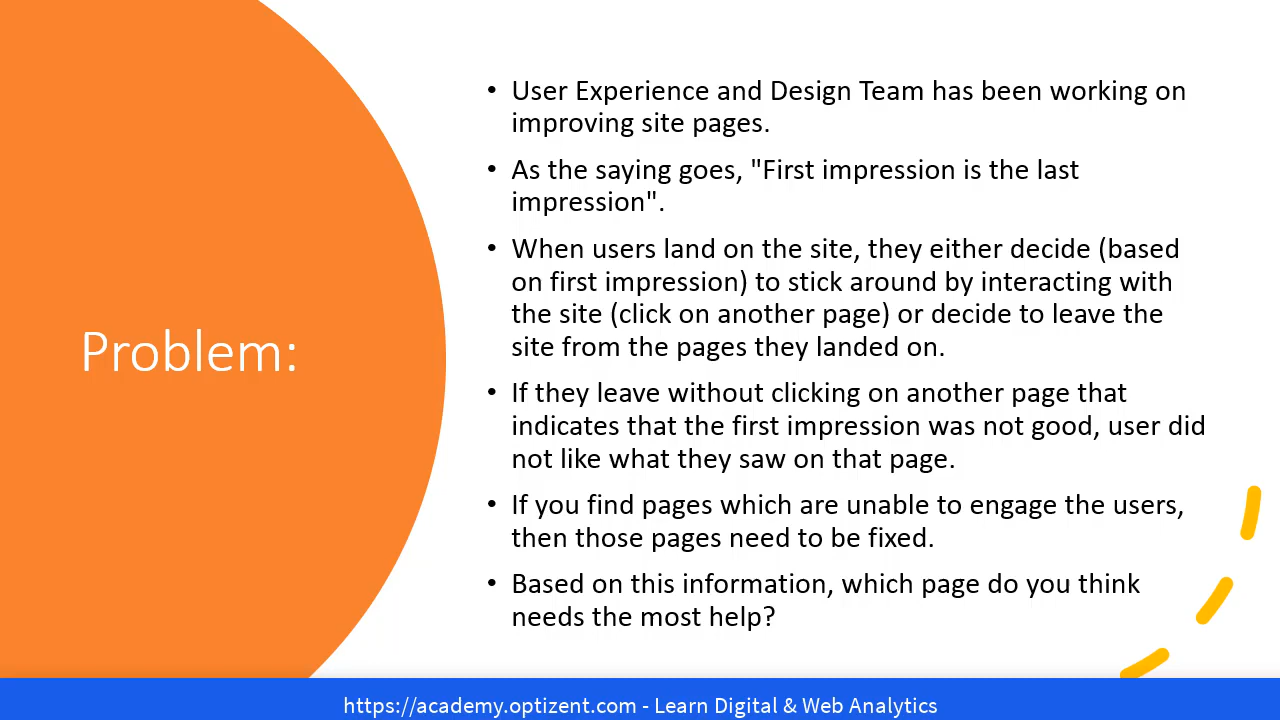 Problem:
• User Experience and Design Team has been working on
improving site pages.
• As the saying goes, "First impression is the last
impression".
• When users land on the site, they either decide (based
on first impression) to stick around by interacting with
the site (click on another page) or decide to leave the
site from the pages they landed on.
• If they leave without clicking on another page that
indicates that the first impression was not good, user did
not like what they saw on that page.
• If you find pages which are unable to engage the users,
then those pages need to be fixed.
• Based on this information, which page do you think
needs the most help?
https://academy.optizent.com - Learn Digital & Web Analytics